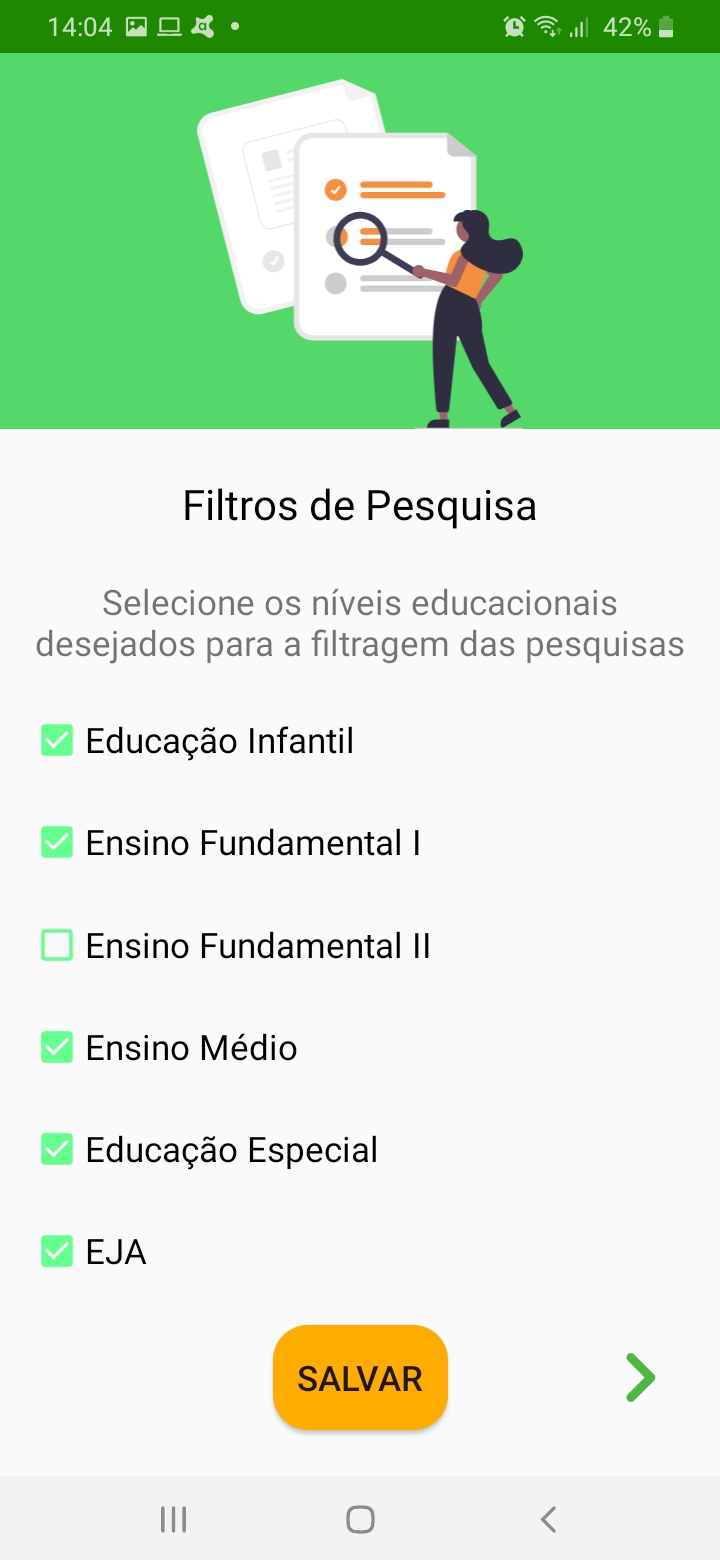 14:04
42%
Filtros de Pesquisa
Selecione os níveis educacionais
desejados para a filtragem das pesquisas
Educação Infantil
Ensino Fundamental I
Ensino Fundamental II
Ensino Médio
Educação Especial
EJA
SALVAR